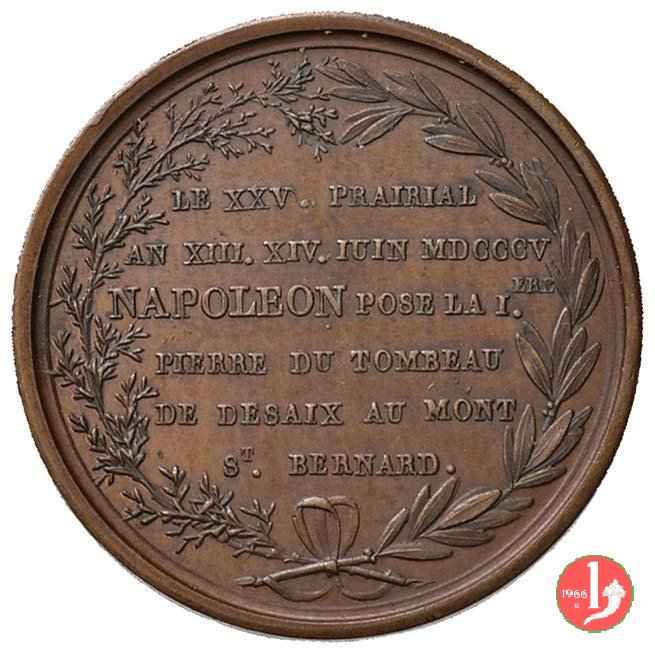 LE XXV. PRAIRIAL
AN XIII. XIV. IUIN MDCCCV
NAPOLEON POSE LA I.ERE
PIERRE DU TOMBEAU
DE DESAIX AU MONT
ST. BERNARD.
1966
R